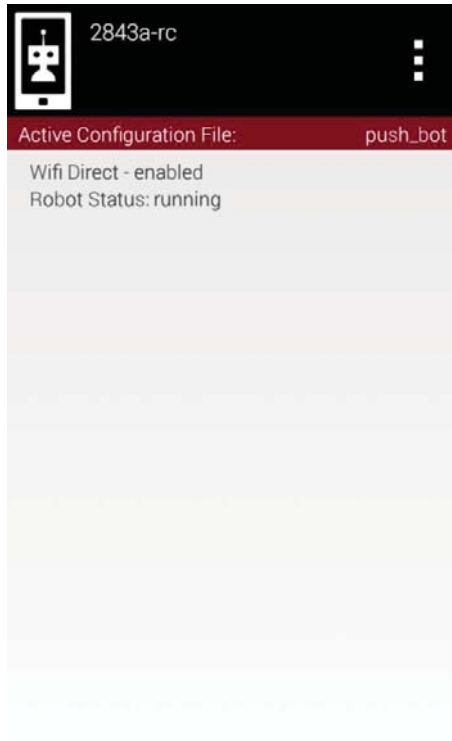 2843a-rc
Active Configuration File: push_bot
Wifi Direct - enabled
Robot Status: running